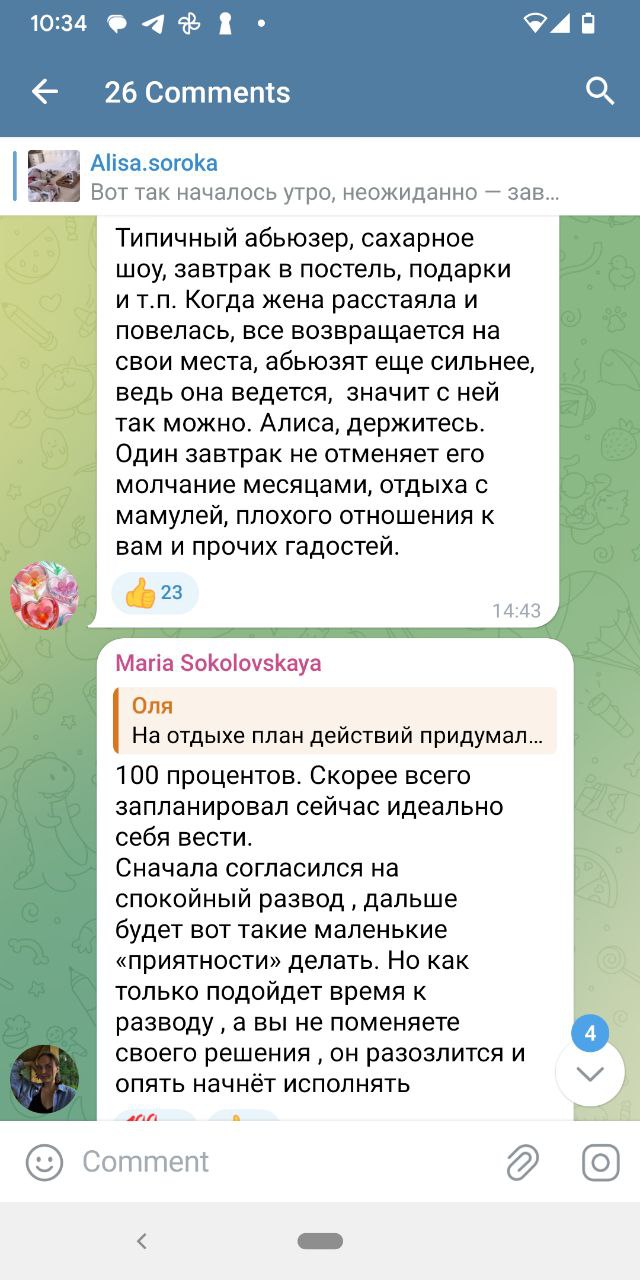 10:34
26 Comments
Alisa.soroka
Вот так началось утро, неожиданно — зав...
Типичный абьюзер, сахарное
шоу, завтрак в постель, подарки
и т.п. Когда жена расстаяла и
повелась, все возвращается на
свои места, абьюзят еще сильнее,
ведь она ведется,  значит с ней
так можно. Алиса, держитесь.
Один завтрак не отменяет его
молчание месяцами, отдыха с
мамулей, плохого отношения к
вам и прочих гадостей.
23
14:43
Maria Sokolovskaya
Оля
На отдыхе план действий придумал...
100 процентов. Скорее всего
запланировал сейчас идеально
себя вести.
Сначала согласился на
спокойный развод , дальше
будет вот такие маленькие
«приятности» делать. Но как
только подойдет время к
разводу , а вы не поменяете
своего решения , он разозлится и
опять начнёт исполнять
4
Comment